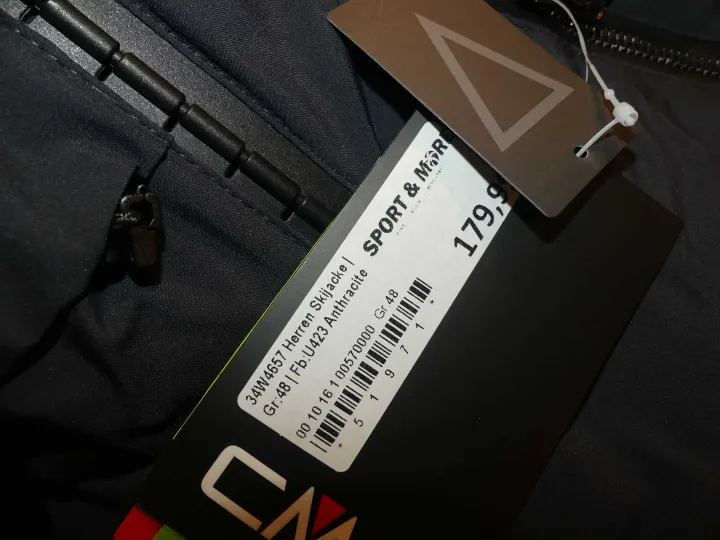 SPORT & MORE
179,9
34W4657 Herren Skijacke |
Gr:48 | Fb:U423 Anthracite
00 10 16 1 00570000 Gr 48
* 5 1 9 7 1 *